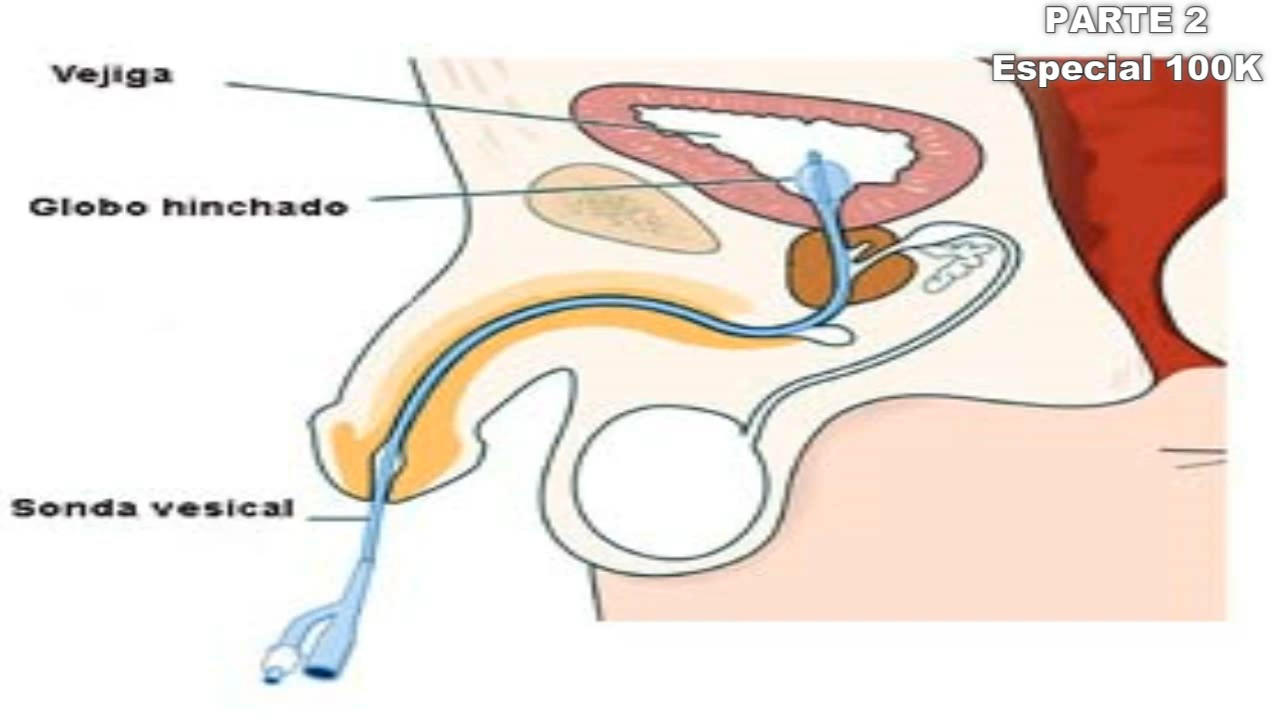 PARTE 2
Especial 100K
Vejiga
Globo hinchado
Sonda vesical